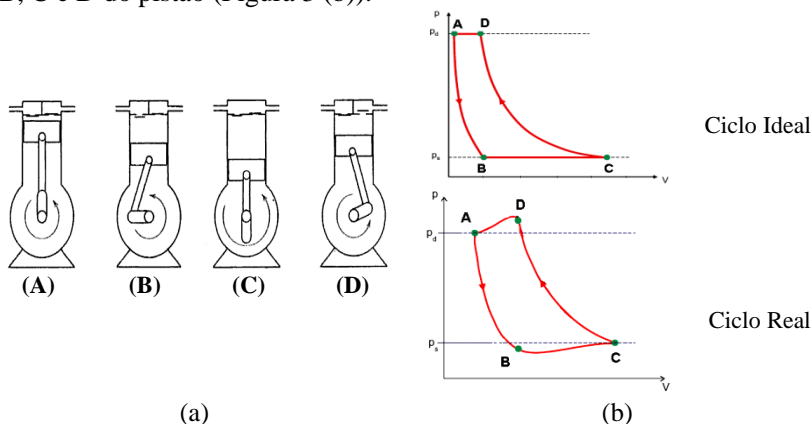 B, C e D do pistão (Figura 3 (b)).
P
A D
Pd
Ciclo Ideal
Ps
B C
V
P
A D
Pd
Ciclo Real
Ps
B C
V
(A) (B) (C) (D)
(a) (b)